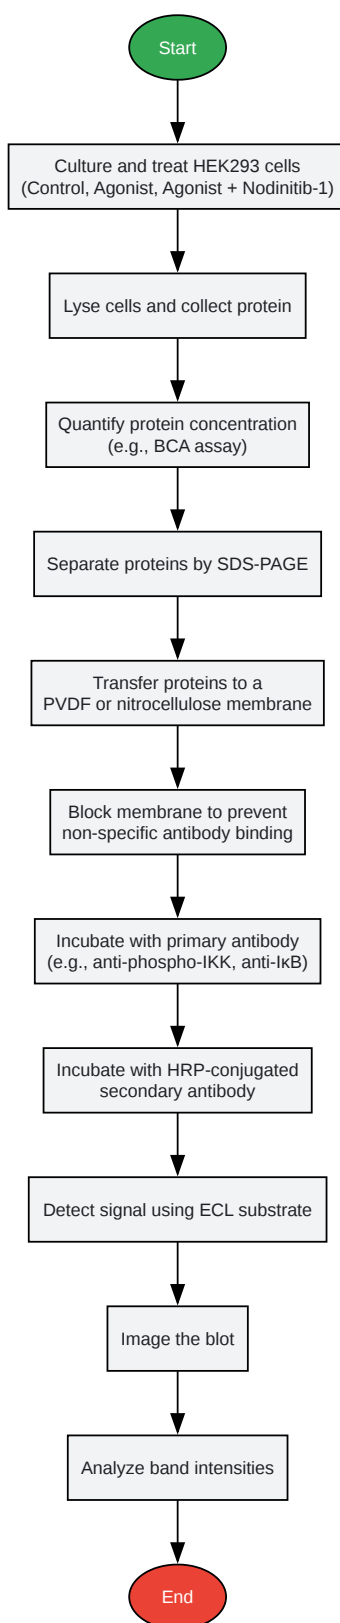 Start
Culture and treat HEK293 cells
(Control, Agonist, Agonist + Nodinitib-1)
Lyse cells and collect protein
Quantify protein concentration
(e.g., BCA assay)
Separate proteins by SDS-PAGE
Transfer proteins to a
PVDF or nitrocellulose membrane
Block membrane to prevent
non-specific antibody binding
Incubate with primary antibody
(e.g., anti-phospho-IKK, anti-IκB)
Incubate with HRP-conjugated
secondary antibody
Detect signal using ECL substrate
Image the blot
Analyze band intensities
End